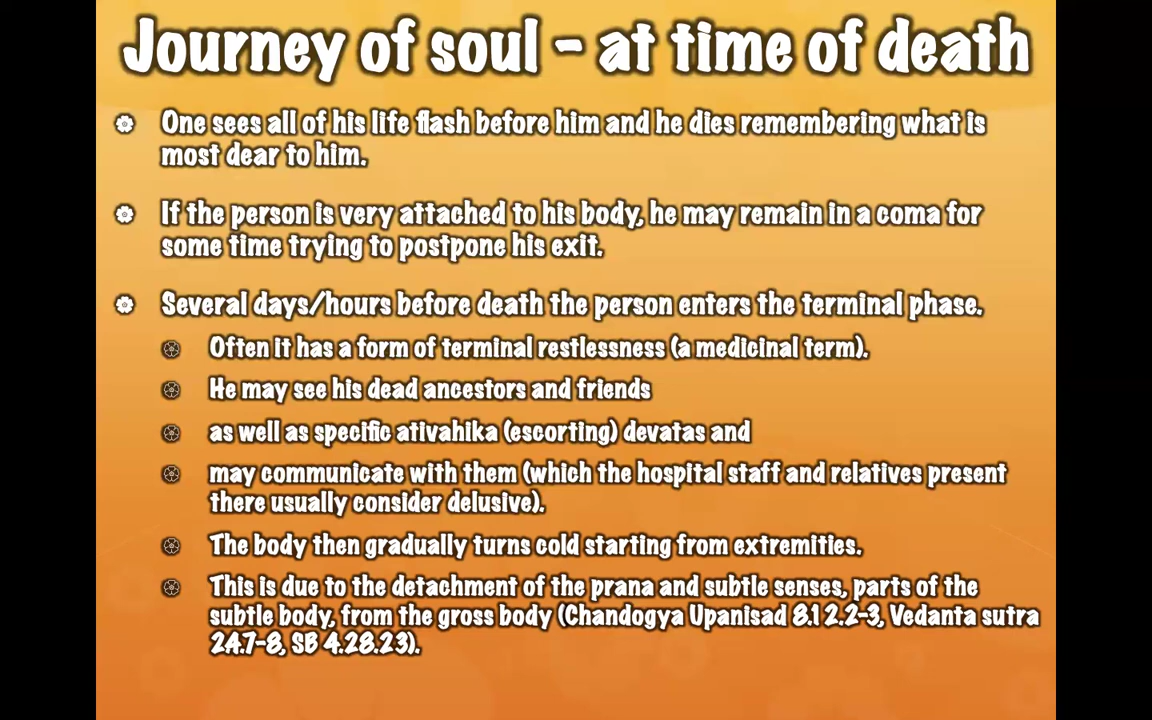 Journey of soul - at time of death
One sees all of his life flash before him and he dies remembering what is
most dear to him.
If the person is very attached to his body, he may remain in a coma for
some time trying to postpone his exit.
Several days/hours before death the person enters the terminal phase.
Often it has a form of terminal restlessness (a medicinal term).
He may see his dead ancestors and friends
as well as specific ativahika (escorting) devatas and
may communicate with them (which the hospital staff and relatives present
there usually consider delusive).
The body then gradually turns cold starting from extremities.
This is due to the detachment of the prana and subtle senses, parts of the
subtle body, from the gross body (Chandogya Upanisad 8.12.2-3, Vedanta sutra
2.4.7-8, SB 4.28.23).